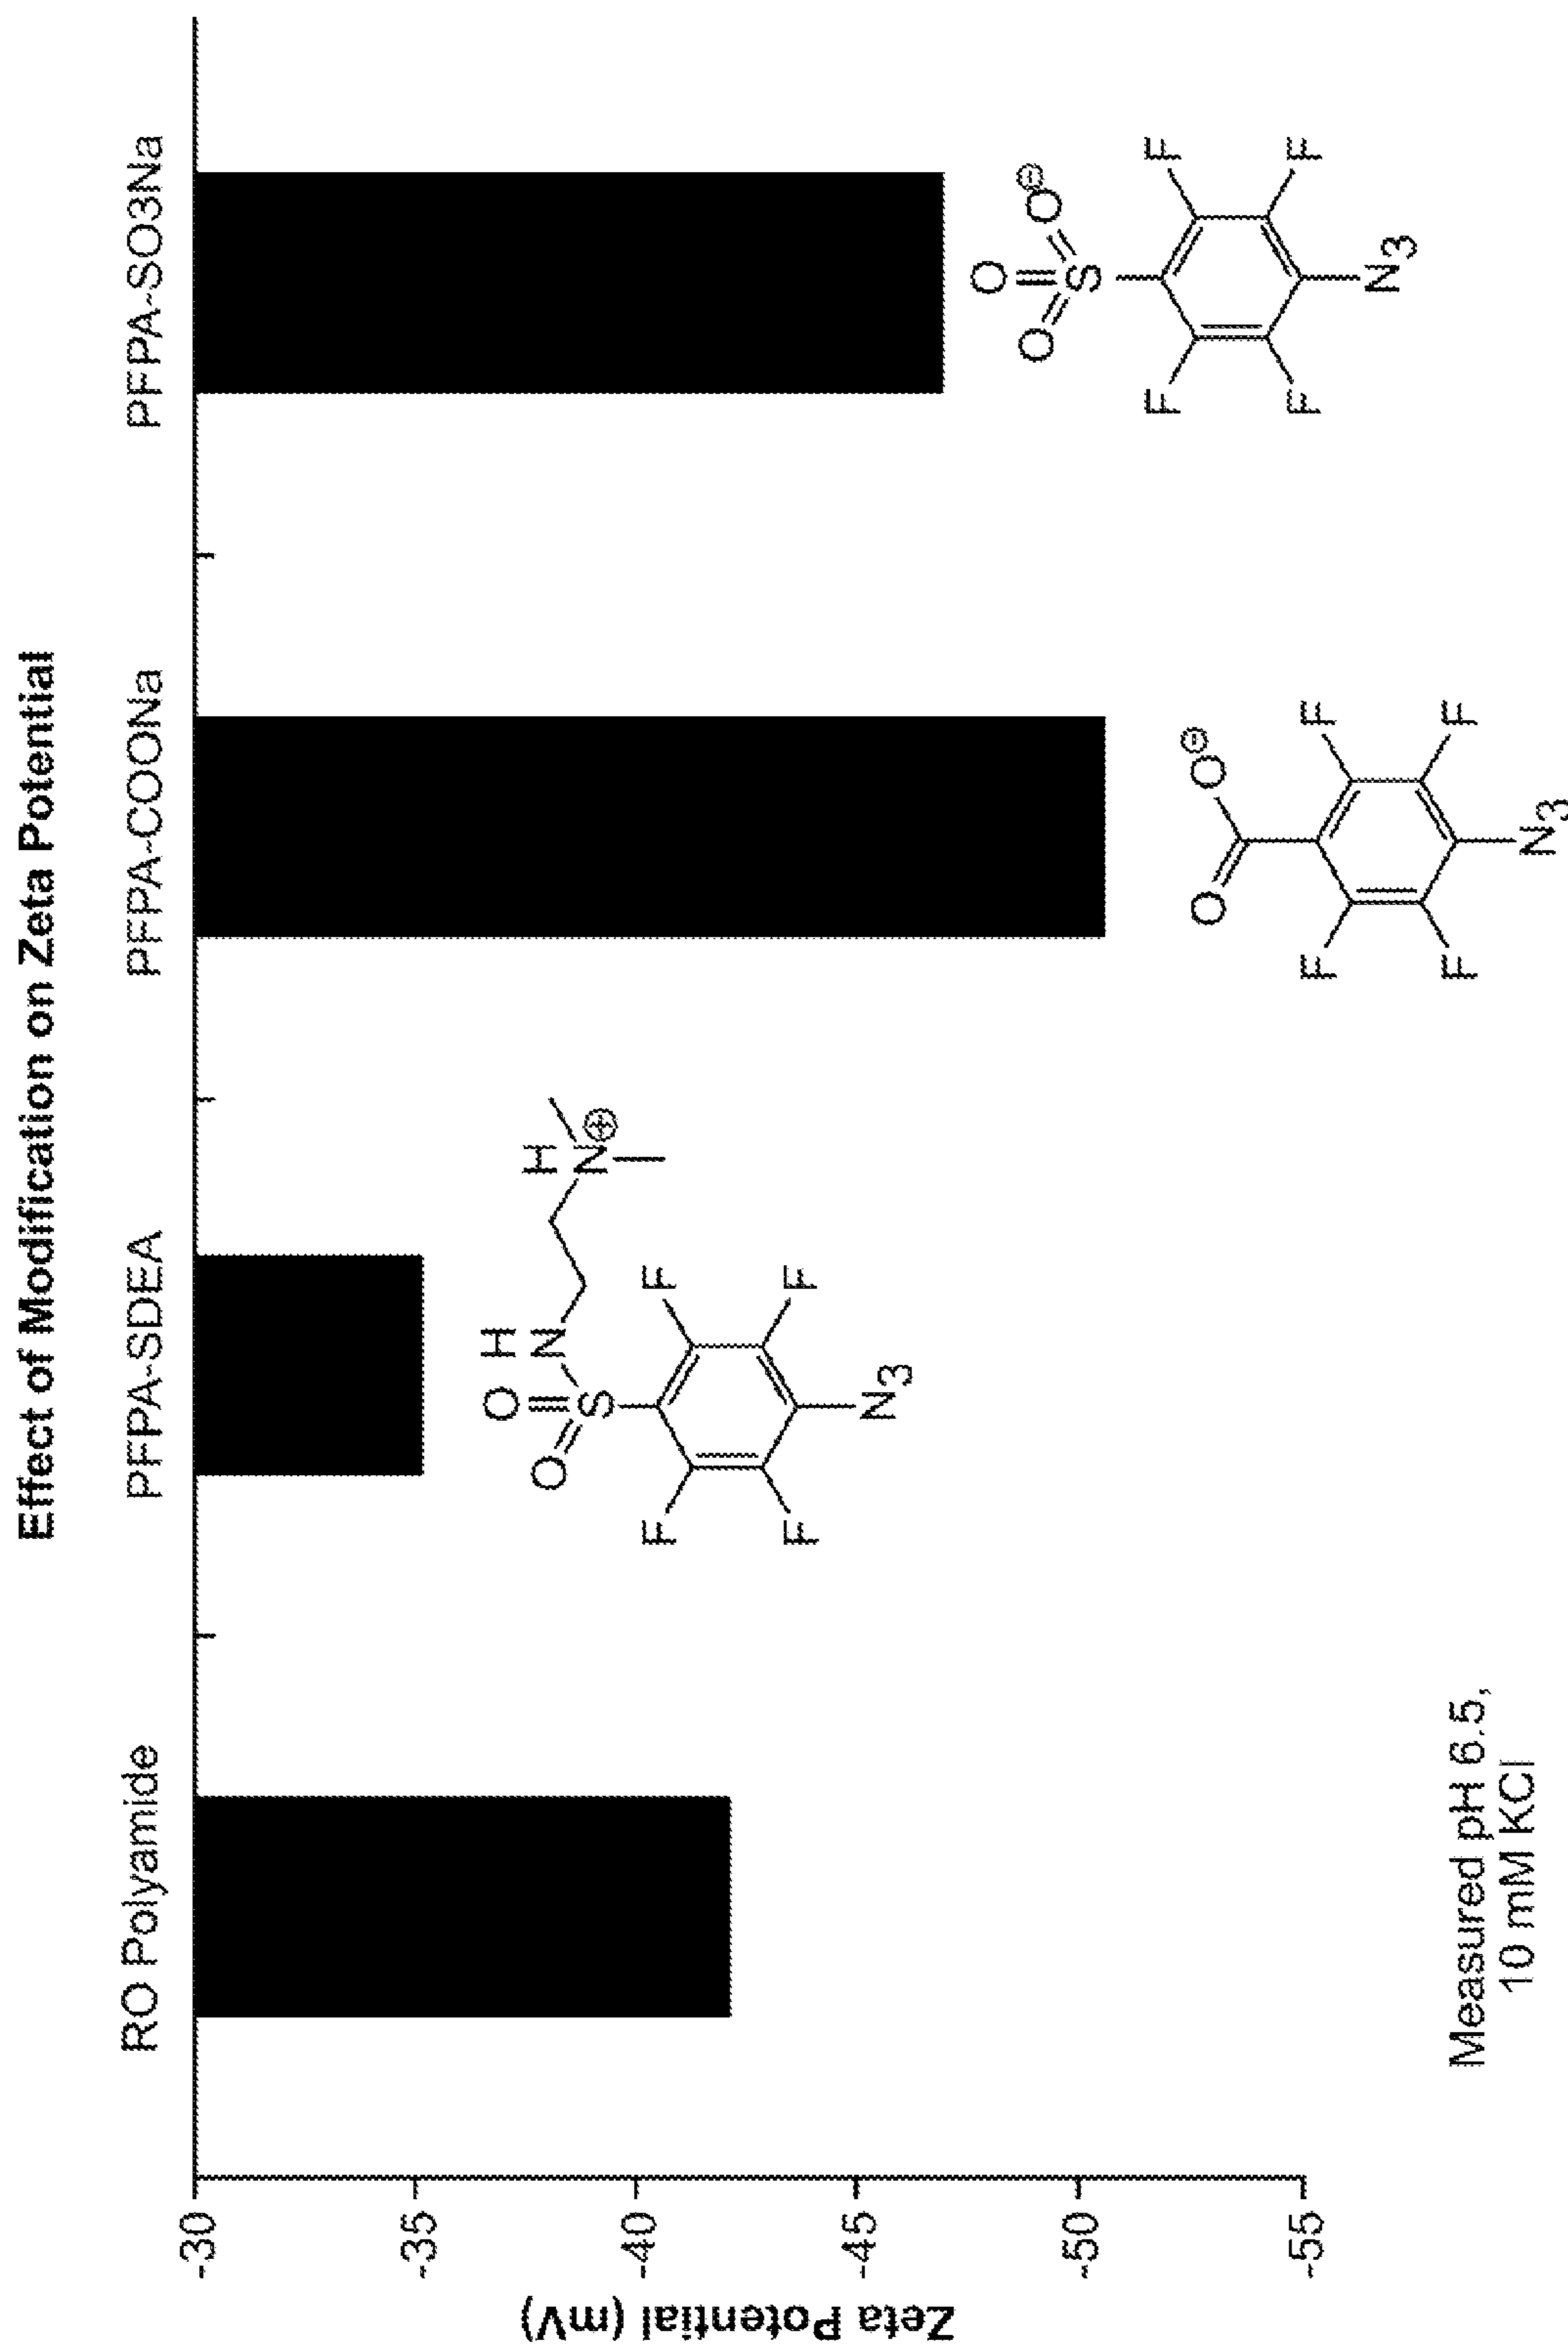 Effect of Modification on Zeta Potential
RO Polyamide
PFPA-SDEA
PFPA-COONa
PFPA-SO3Na
Zeta Potential (mV)
-30
-35
-40
-45
-50
-55
O
H
O
S
N
H
N
⊕
F
F
F
F
N3
O
O
⊖
F
F
F
F
N3
O
O
S
O
⊖
F
F
F
F
N3
Measured pH 6.5,
10 mM KCl